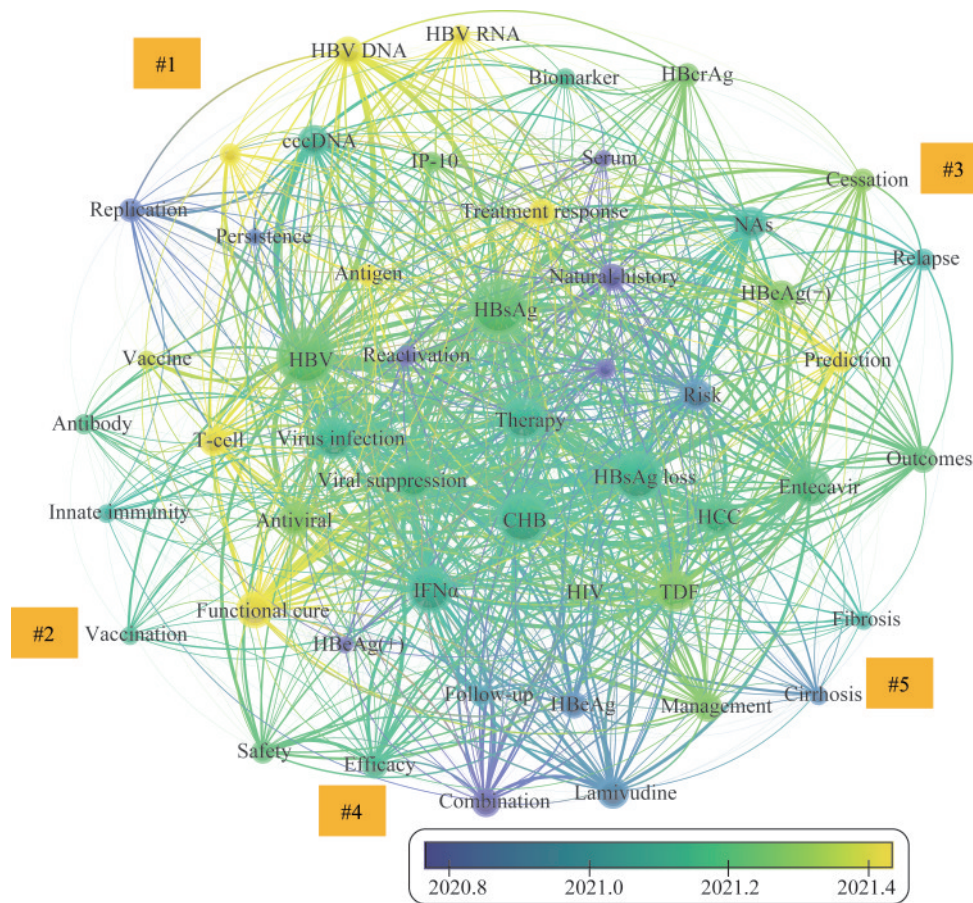 HBV RNA
HBV DNA
#1
Biomarker
HBcrAg
cccDNA
IP-10
Serum
#3
Cessation
Replication
Treatment response
NAs
Persistence
Relapse
Antigen
Natural-history
HBeAg(−)
HBsAg
HBV
Reactivation
Vaccine
Prediction
Risk
Antibody
T-cell
Virus infection
Therapy
Outcomes
Viral suppression
HBsAg loss
Entecavir
Innate immunity
Antiviral
CHB
HCC
IFNα
HIV
TDF
Functional cure
Fibrosis
#2
Vaccination
HBeAg(+)
Follow-up
HBeAg
Management
Cirrhosis
#5
Safety
Efficacy
Combination
Lamivudine
#4
2020.8 2021.0 2021.2 2021.4